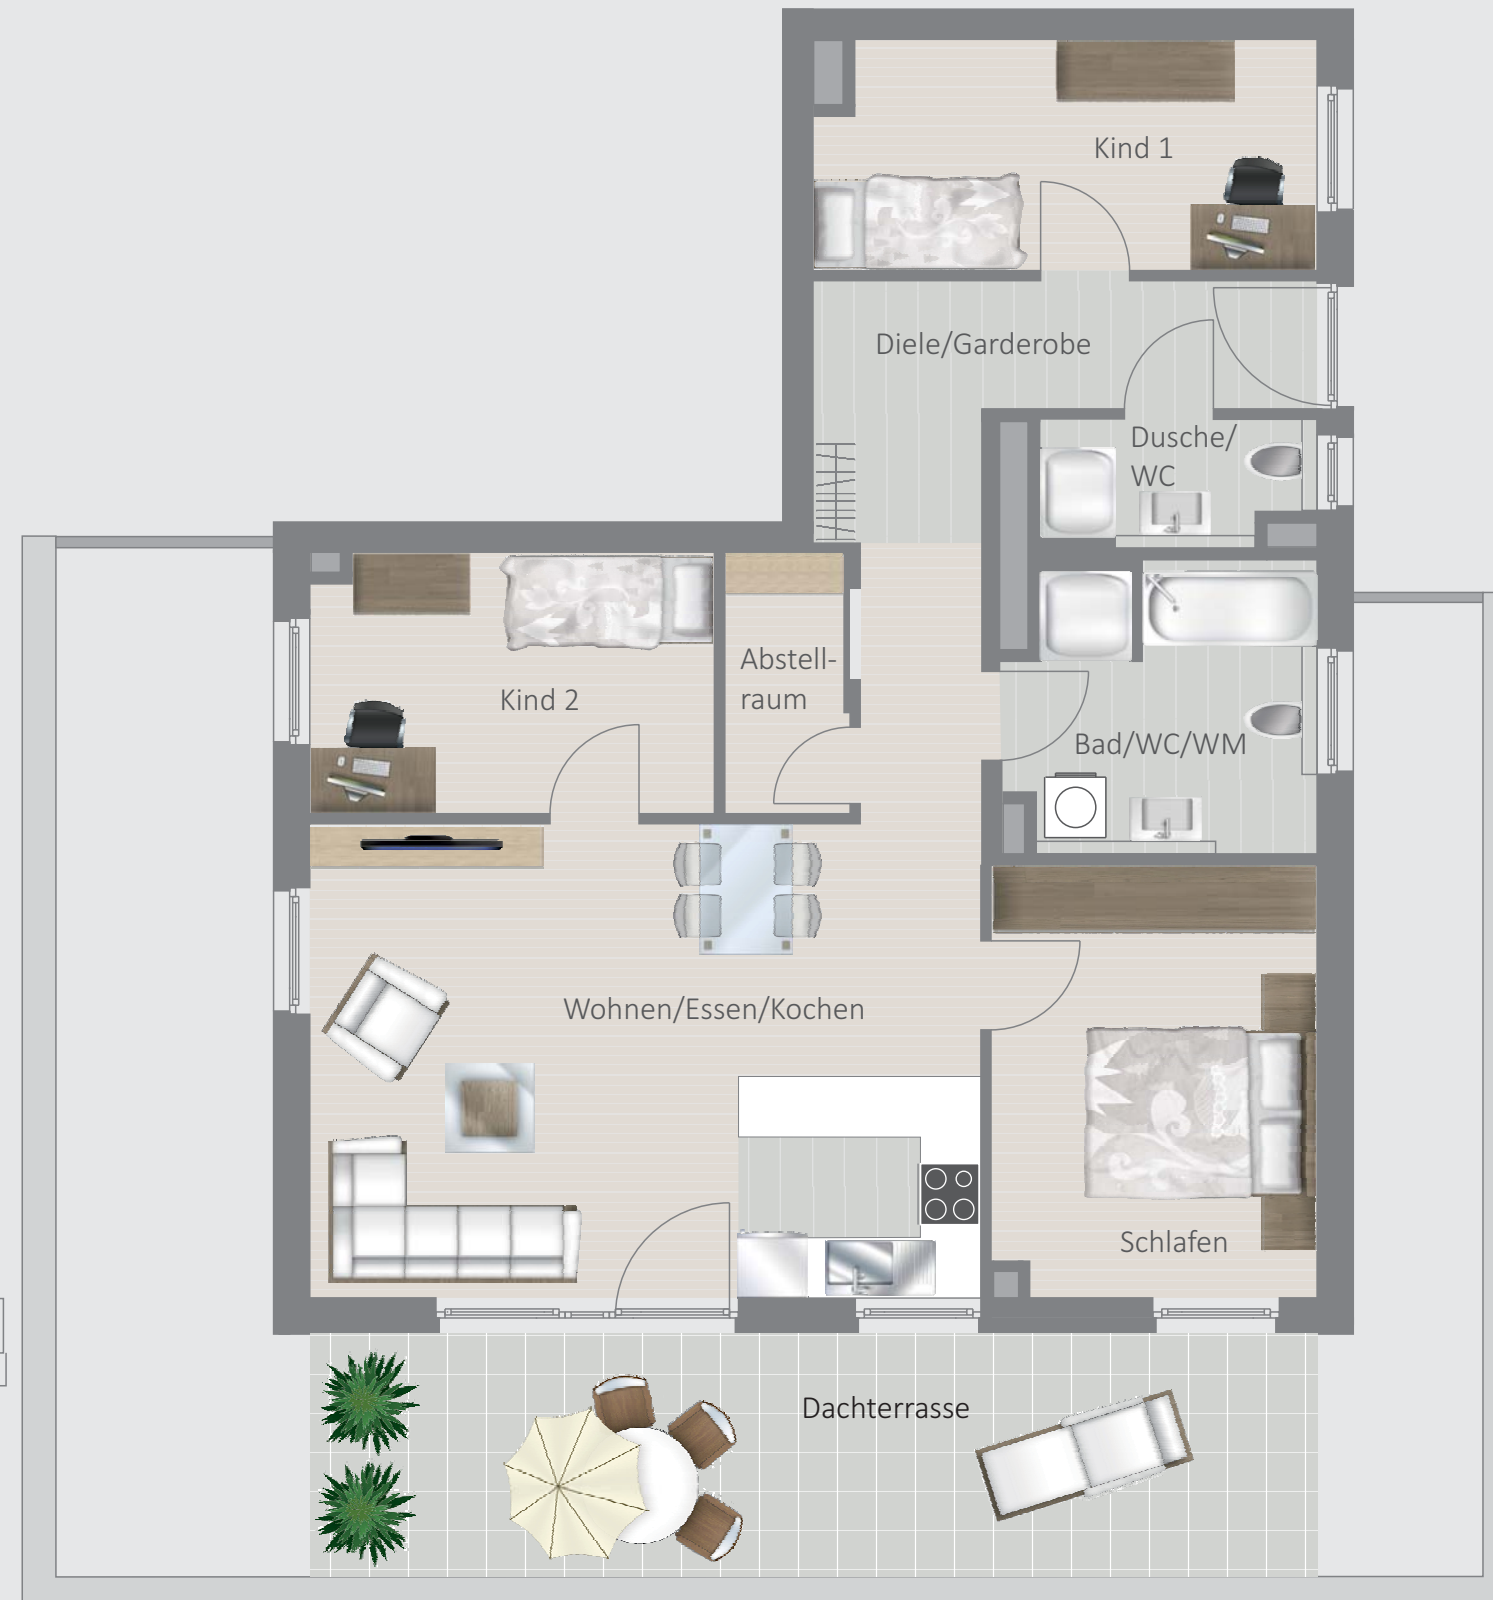 Kind 1
Diele/Garderobe
Dusche/
WC
Abstell-
raum
Kind 2
Bad/WC/WM
Wohnen/Essen/Kochen
Schlafen
Dachterrasse